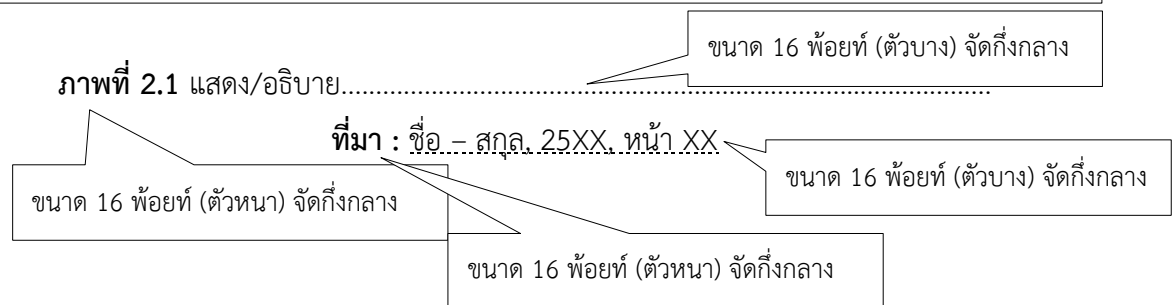 ขนาด 16 พ้อยท์ (ตัวบาง) จัดกึ่งกลาง
ภาพที่ 2.1 แสดง/อธิบาย..............................................................................
ที่มา : ชื่อ – สกุล, 25XX, หน้า XX
ขนาด 16 พ้อยท์ (ตัวบาง) จัดกึ่งกลาง
ขนาด 16 พ้อยท์ (ตัวหนา) จัดกึ่งกลาง
ขนาด 16 พ้อยท์ (ตัวหนา) จัดกึ่งกลาง